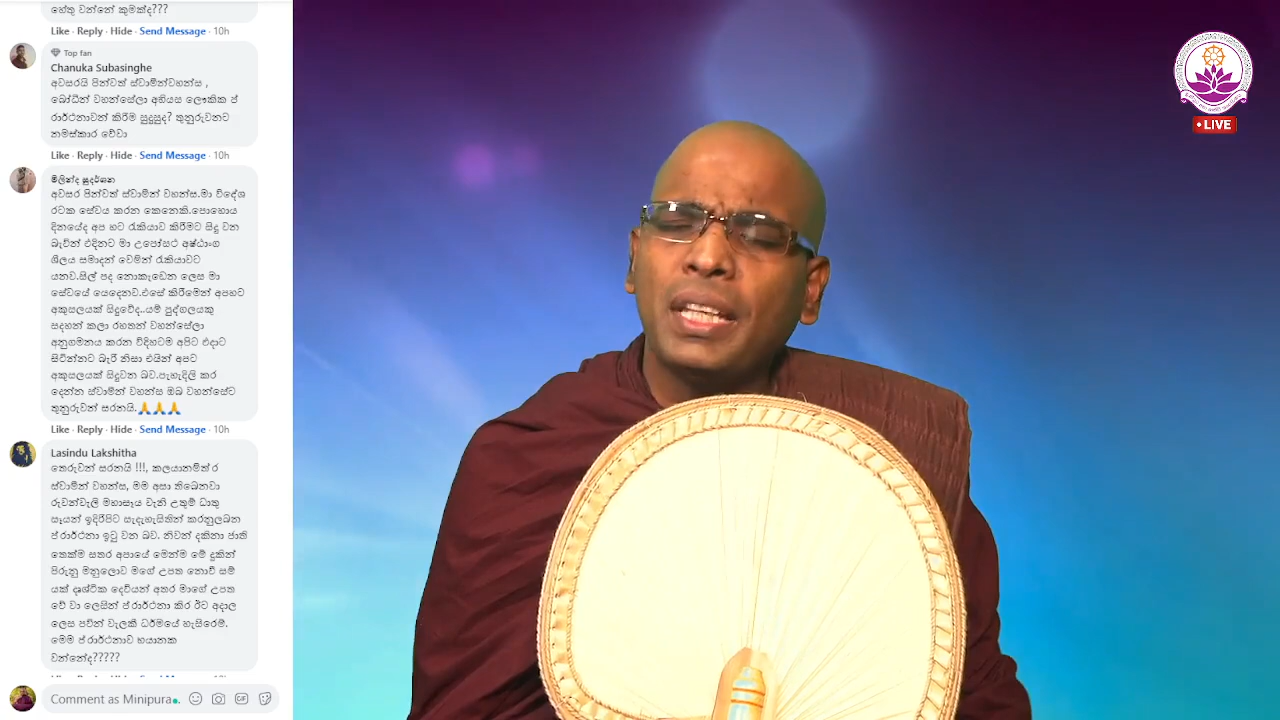 හේතු වන්නේ කුමක්ද???
Like · Reply · Hide · Send Message · 10h
Top fan
Chanuka Subasinghe
අවසරයි පින්වත් ස්වාමින්වහන්ස ,
බෝධින් වහන්සේලා අභියස ලෞකික ප්
රාර්ථනාවන් කිරීම සුදුසුද? තුනුරුවනට
නමස්කාර වේවා
Like · Reply · Hide · Send Message · 10h
මිලින්ද සුදර්ශන
අවසර පින්වත් ස්වාමින් වහන්ස.මා විදේශ
රටක සේවය කරන කෙනෙකි.පොහොය
දිනයේද අප හට රැකියාව කිරීමට සිදු වන
බැවින් එදිනට මා උපෝසථ අෂ්ඨාංග
ශීලය සමාදන් වෙමින් රැකියාවට
යනව.සිල් පද නොකැඩෙන ලෙස මා
සේවයේ යෙදෙනව.එසේ කිරීමෙන් අපහට
අකුසලයක් සිදුවේද..යම් පුද්ගලයකු
සදහන් කලා රහතන් වහන්සේලා
අනුගමනය කරන විදිහටම අපිට එදාට
සිටින්නට බැරි නිසා එයින් අපට
අකුසලයක් සිදුවන බව.පැහැදිලි කර
දෙන්න ස්වාමින් වහන්ස ඔබ වහන්සේට
තුනුරුවන් සරනයි.🙏🙏🙏
Like · Reply · Hide · Send Message · 10h
Lasindu Lakshitha
තෙරුවන් සරනයි !!!, කලයානමිත් ර
ස්වාමින් වහන්ස, මම අසා තිබෙනවා
රුවන්වැලි මහාසෑය වැනි උතුම් ධාතු
සෑයන් ඉදිරිපිට සැදැහැසිතින් කරනුලබන
ප් රාර්ථනා ඉටු වන බව. නිවන් දකිනා ජාති
තෙක්ම සතර අපායේ මෙන්ම මේ දුකින්
පිරුනු මනුලොව මගේ උපත නොවී සම්
යක් දෘශ්ටික දෙවියන් අතර මාගේ උපත
වේ වා ලෙසින් ප් රාර්ථනා කිර ඊට අදාල
ලෙස පවින් වැලකී ධර්මයේ හැසිරෙමි.
මෙම ප් රාර්ථනාව භයානක
වන්නේද?????
Comment as Minipura
GIF
LIVE